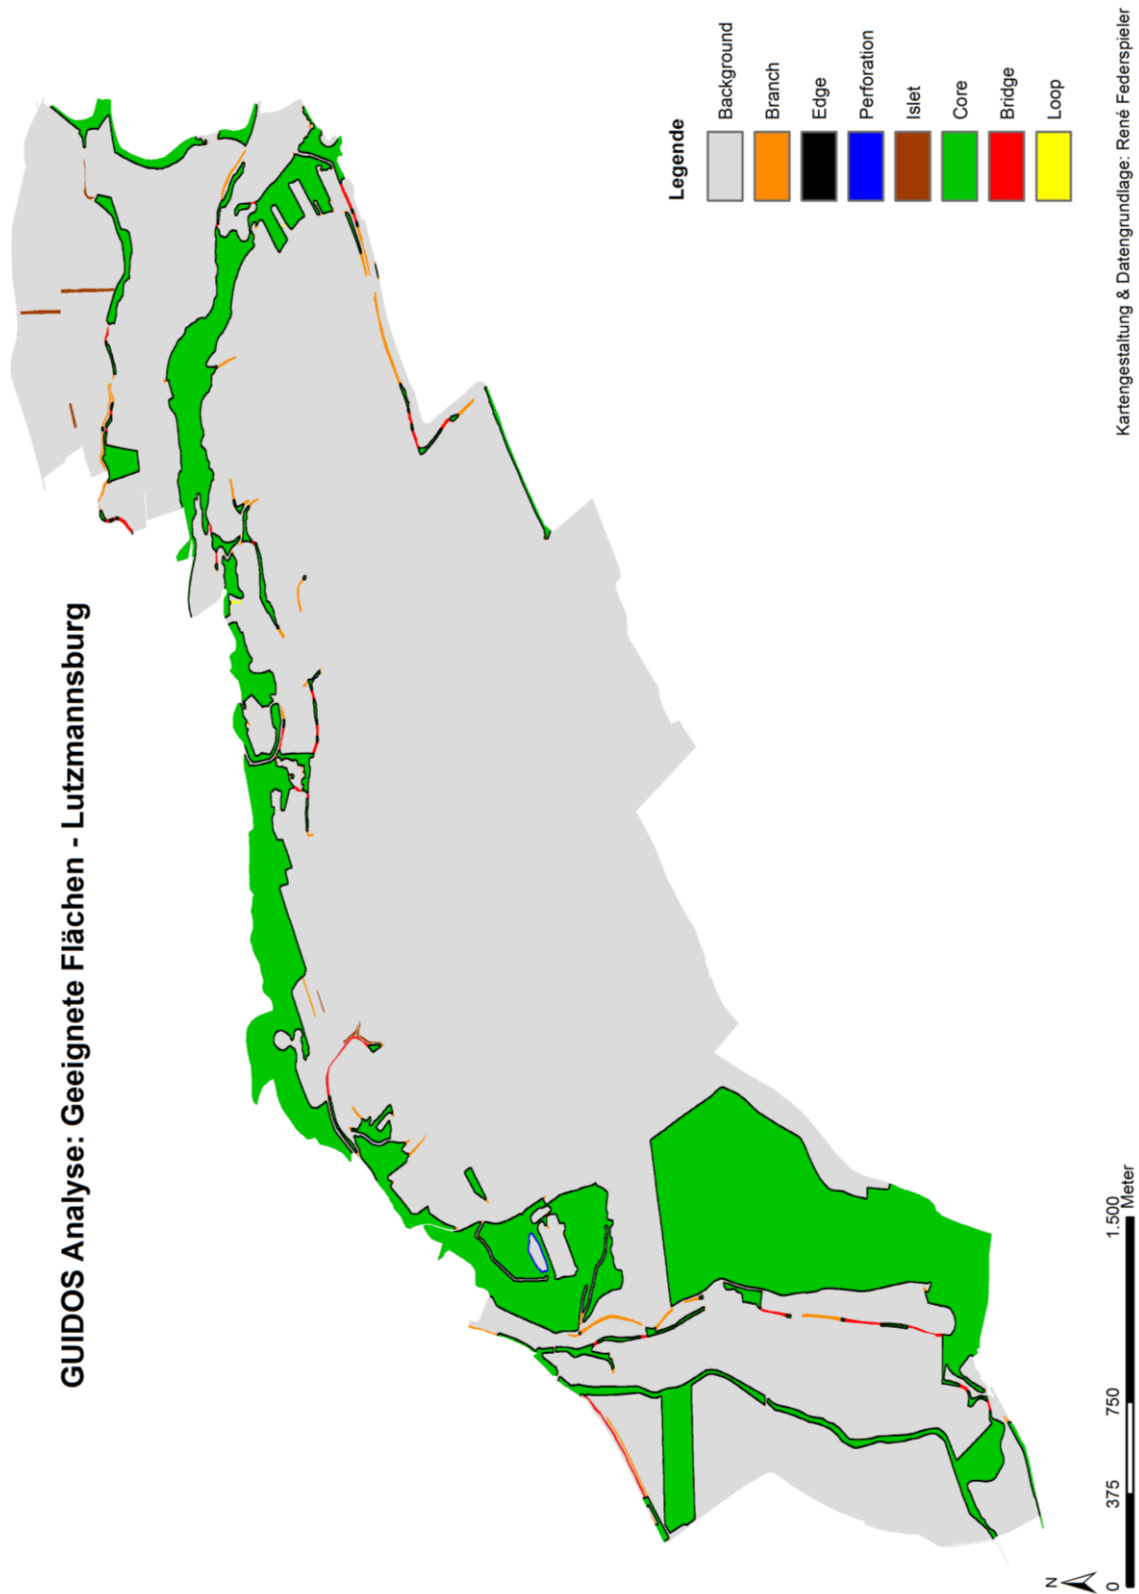 GUIDOS Analyse: Geeignete Flächen - Lutzmannsburg
Legende
Background
Branch
Edge
Perforation
Islet
Core
Bridge
Loop
N
0 375 750 1.500
Meter
Kartengestaltung & Datengrundlage: René Federspieler